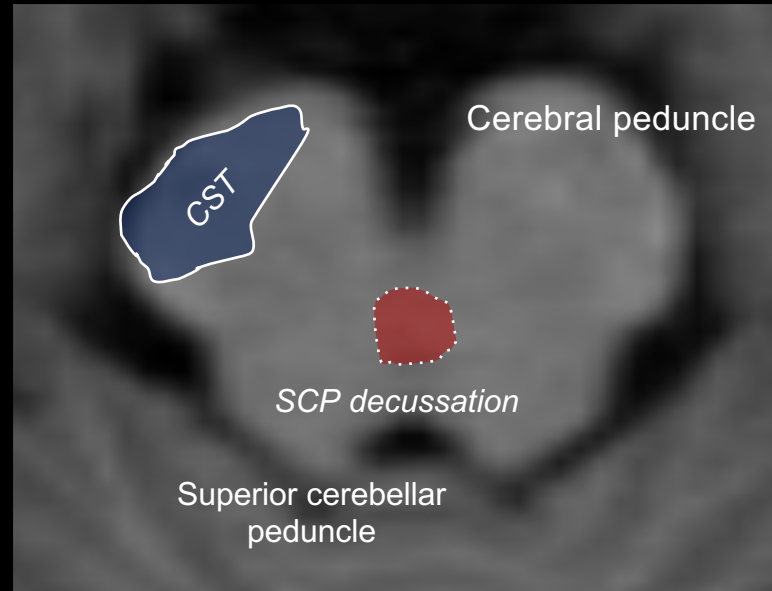 Cerebral peduncle
CST
SCP decussation
Superior cerebellar
peduncle